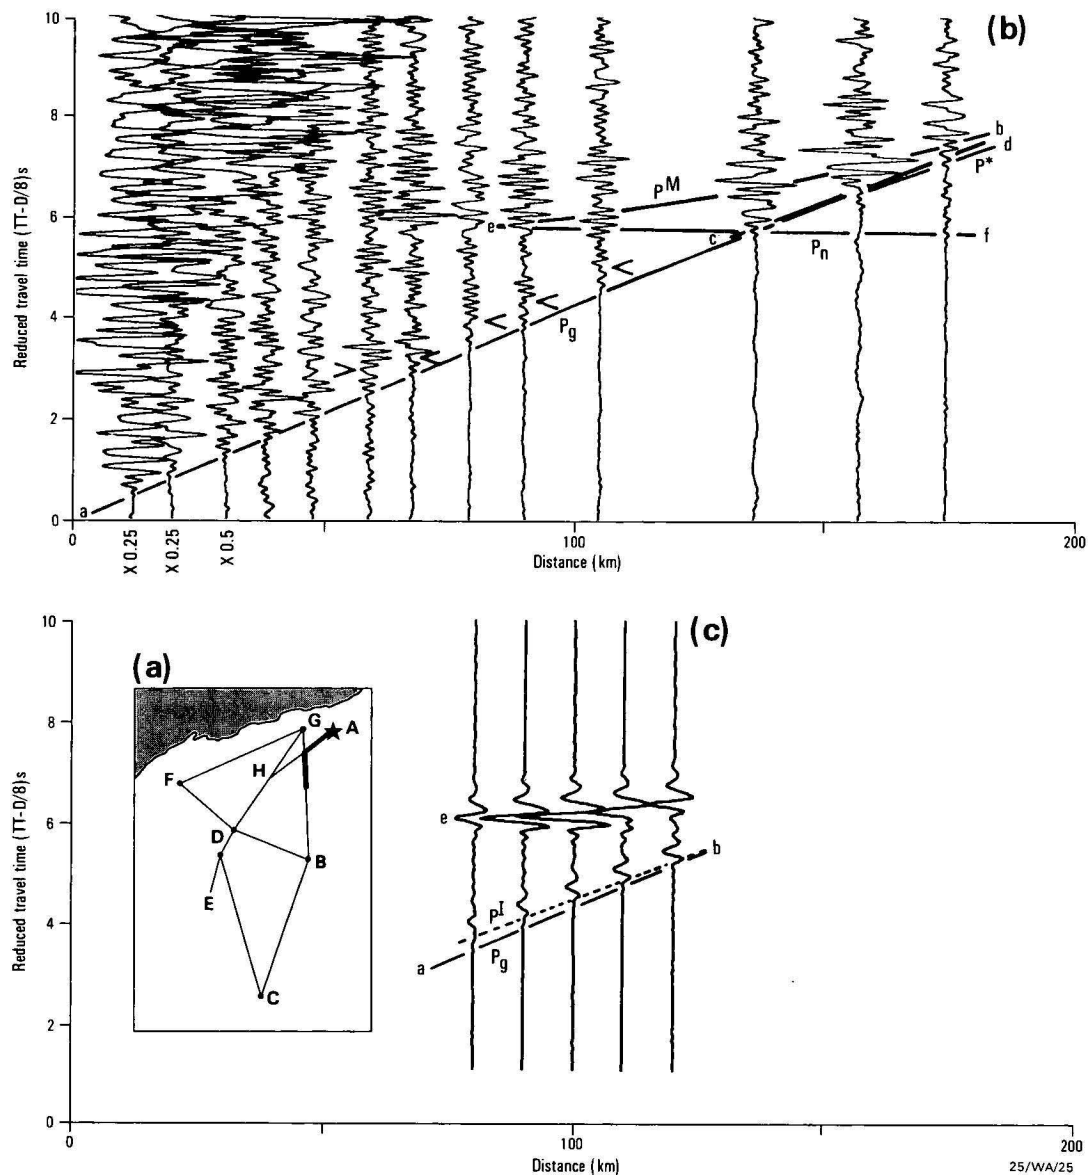 (b)
Reduced travel time (TT-D/8)s
10
8
6
4
2
0
a
b
c
d
e
f
P*
P^M
P_n
P_g
X 0.25
X 0.25
X 0.5
0
100
200
Distance (km)
(c)
Reduced travel time (TT-D/8)s
10
8
6
4
2
0
(a)
G
A
H
F
D
B
E
C
e
b
P^I
P_g
a
0
100
200
Distance (km)
25/WA/25